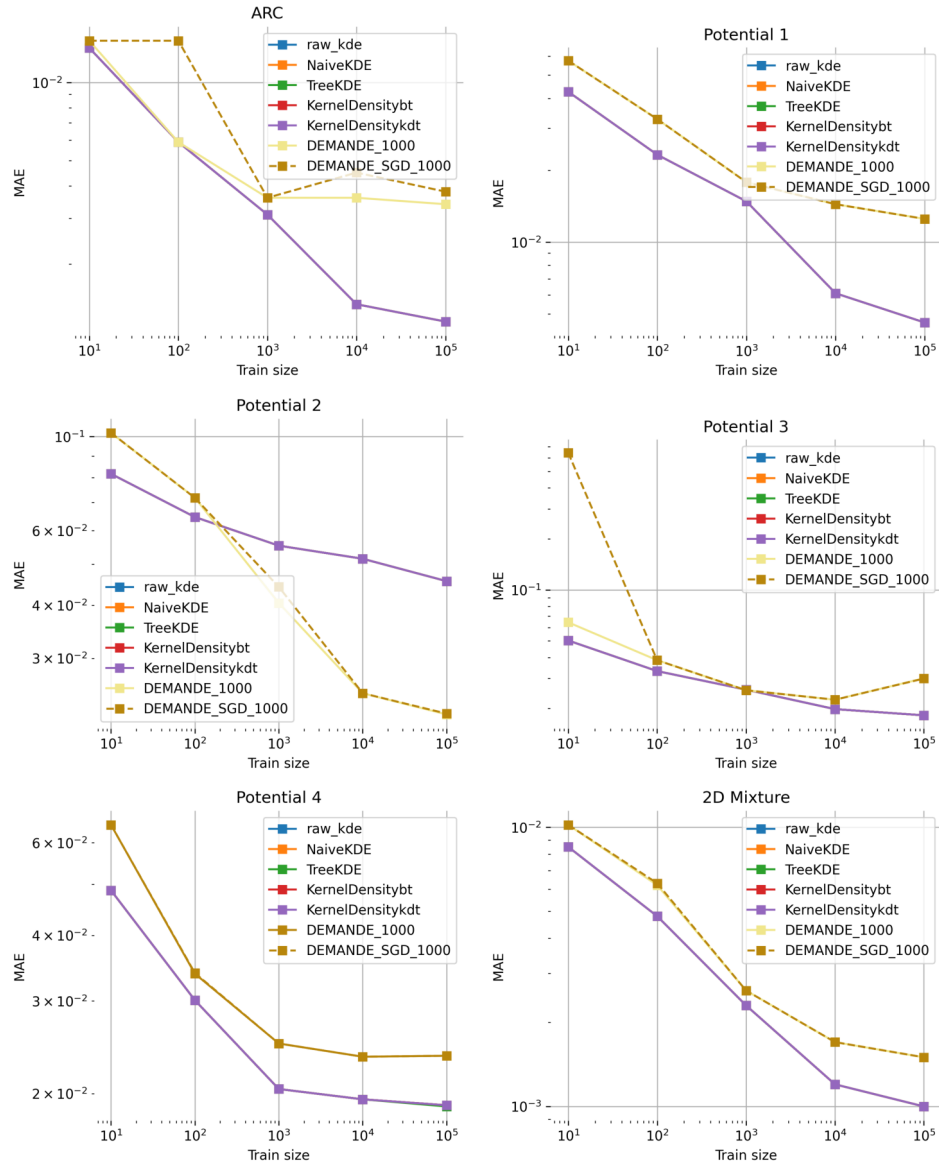 ARC
10⁻²
MAE
raw_kde
NaiveKDE
TreeKDE
KernelDensitybt
KernelDensitykdt
DEMANDE_1000
DEMANDE_SGD_1000
10¹ 10² 10³ 10⁴ 10⁵
Train size
Potential 1
10⁻²
MAE
raw_kde
NaiveKDE
TreeKDE
KernelDensitybt
KernelDensitykdt
DEMANDE_1000
DEMANDE_SGD_1000
10¹ 10² 10³ 10⁴ 10⁵
Train size
Potential 2
10⁻¹
6 × 10⁻²
4 × 10⁻²
3 × 10⁻²
MAE
raw_kde
NaiveKDE
TreeKDE
KernelDensitybt
KernelDensitykdt
DEMANDE_1000
DEMANDE_SGD_1000
10¹ 10² 10³ 10⁴ 10⁵
Train size
Potential 3
10⁻¹
MAE
raw_kde
NaiveKDE
TreeKDE
KernelDensitybt
KernelDensitykdt
DEMANDE_1000
DEMANDE_SGD_1000
10¹ 10² 10³ 10⁴ 10⁵
Train size
Potential 4
6 × 10⁻²
4 × 10⁻²
3 × 10⁻²
2 × 10⁻²
MAE
raw_kde
NaiveKDE
TreeKDE
KernelDensitybt
KernelDensitykdt
DEMANDE_1000
DEMANDE_SGD_1000
10¹ 10² 10³ 10⁴ 10⁵
Train size
2D Mixture
10⁻²
10⁻³
MAE
raw_kde
NaiveKDE
TreeKDE
KernelDensitybt
KernelDensitykdt
DEMANDE_1000
DEMANDE_SGD_1000
10¹ 10² 10³ 10⁴ 10⁵
Train size